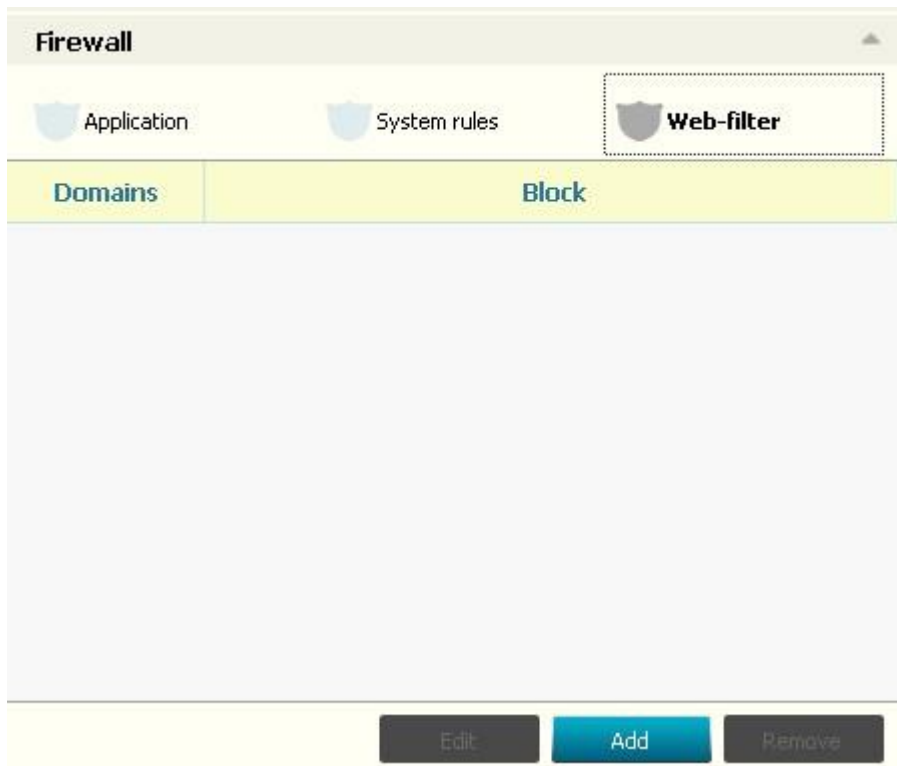 Firewall
Application System rules Web-filter
Domains Block
Edit Add Remove